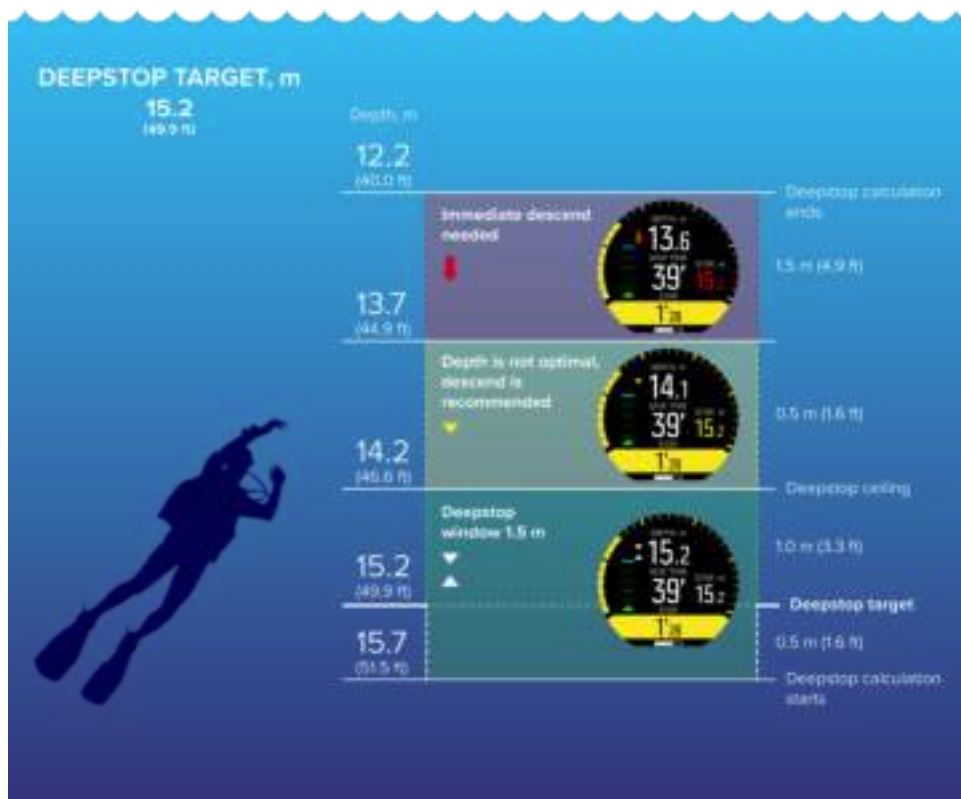 DEEPSTOP TARGET, m
15.2
(49.9 ft)
Depth, m
12.2
(40.0 ft)
Deepstop calculation
ends
Immediate descend
needed
13.6
39'
15.2
1'28
1.5 m (4.9 ft)
13.7
(44.9 ft)
Depth is not optimal,
descend is
recommended
14.1
39'
15.2
1'28
0.5 m (1.6 ft)
14.2
(46.6 ft)
Deepstop ceiling
Deepstop
window 1.5 m
15.2
39'
15.2
1'28
1.0 m (3.3 ft)
15.2
(49.9 ft)
Deepstop target
15.7
(51.5 ft)
0.5 m (1.6 ft)
Deepstop calculation
starts